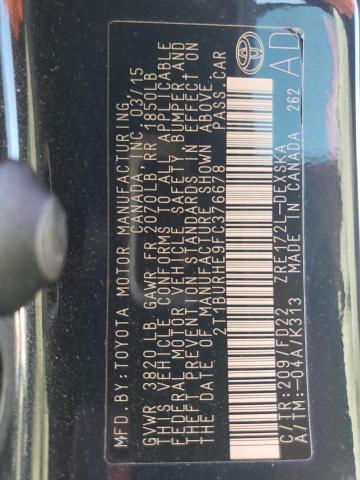 MFD. BY: TOYOTA MOTOR MANUFACTURING
CANADA, INC. 03/15
GVWR 3820 LB, GAWR FR 2070LB, RR 1850LB
THIS VEHICLE CONFORMS TO ALL APPLICABLE
FEDERAL MOTOR VEHICLE SAFETY, BUMPER, AND
THEFT PREVENTION STANDARDS IN EFFECT ON
THE DATE OF MANUFACTURE SHOWN ABOVE.
2T1BURHE9FC376628 PASS. CAR
C/TR: 209/FD22 ZRE172L-DEXSKA
A/TM: -04A/K313 MADE IN CANADA 262
AD